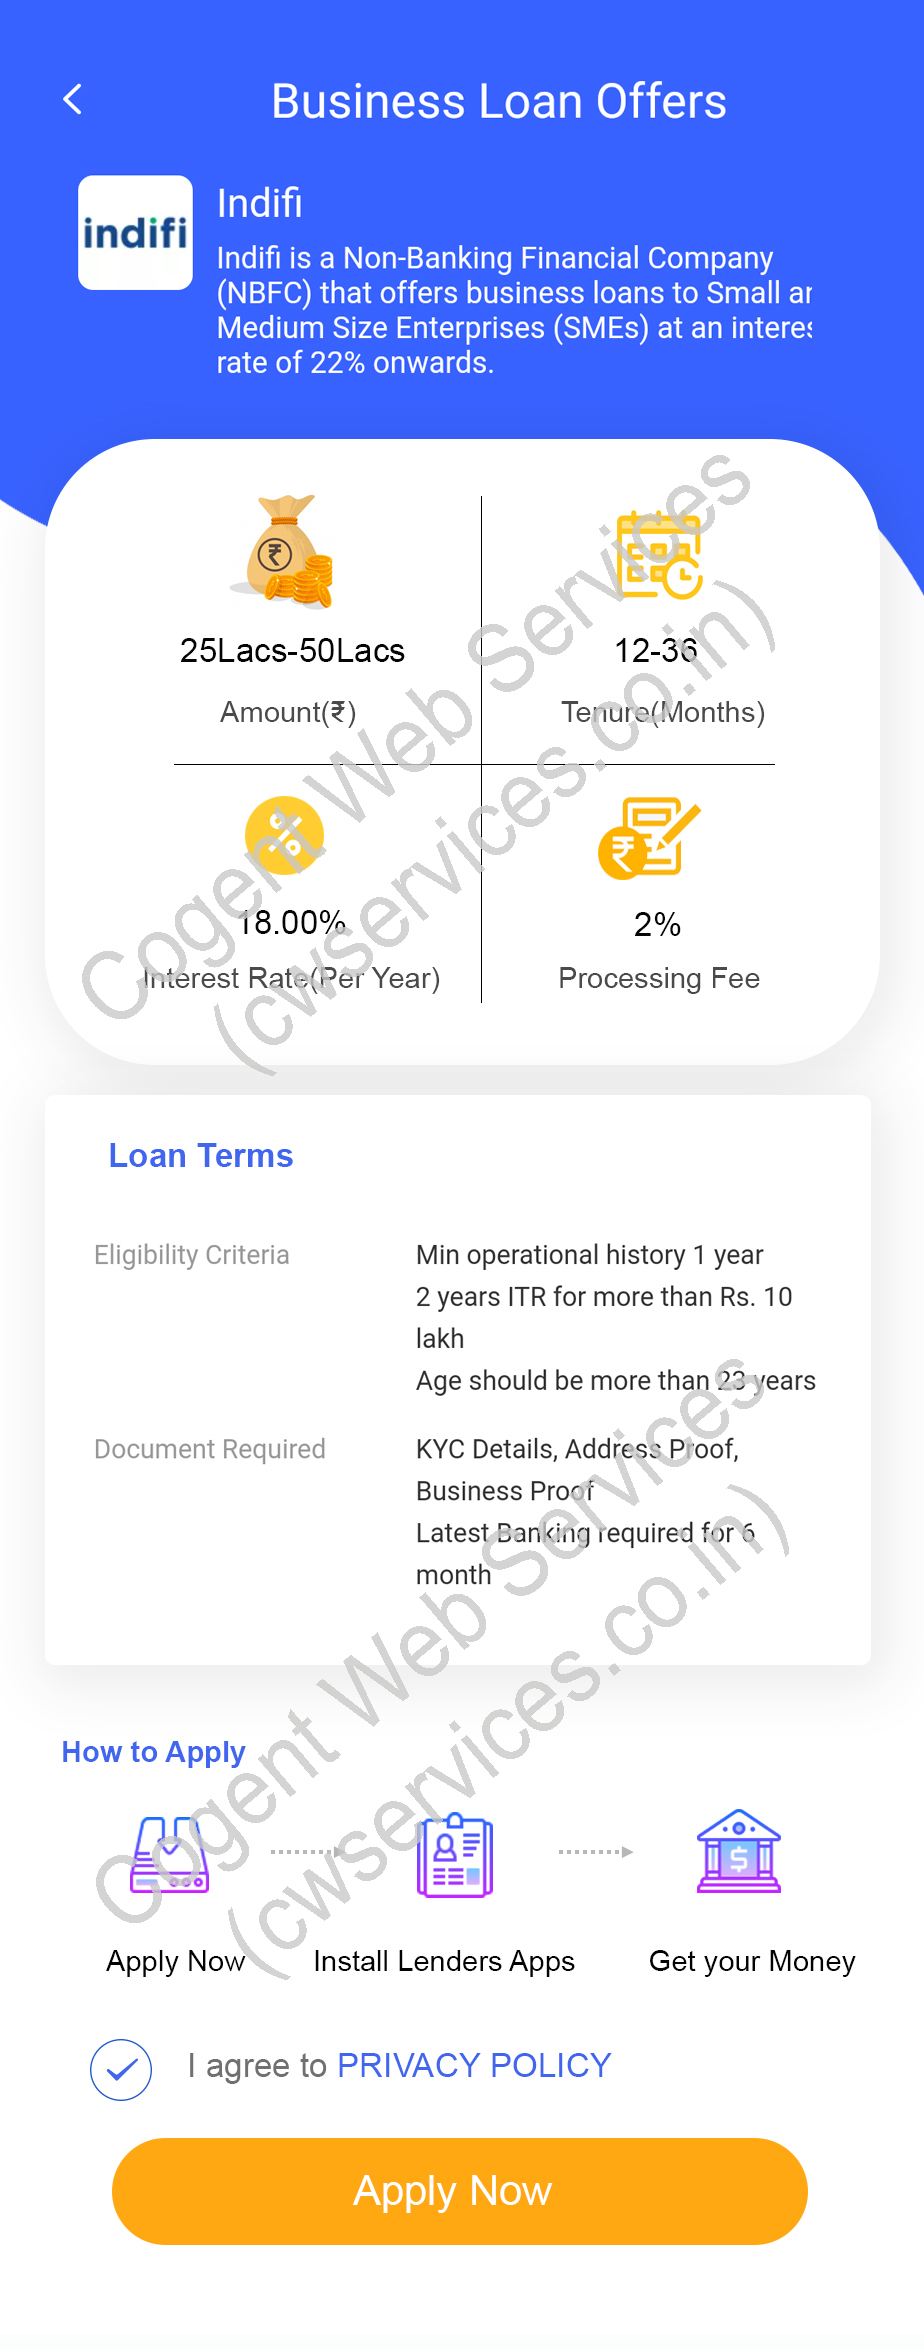 Business Loan Offers
indifi
Indifi
Indifi is a Non-Banking Financial Company
(NBFC) that offers business loans to Small ar
Medium Size Enterprises (SMEs) at an interes
rate of 22% onwards.
25Lacs-50Lacs
12-36
Amount(₹)
Tenure(Months)
18.00%
2%
Interest Rate(Per Year)
Processing Fee
Cogent Web Services
(cwservices.co.in)
Loan Terms
Eligibility Criteria
Min operational history 1 year
2 years ITR for more than Rs. 10
lakh
Age should be more than 23 years
Document Required
KYC Details, Address Proof,
Business Proof
Latest Banking required for 6
month
Cogent Web Services
(cwservices.co.in)
How to Apply
Apply Now
Install Lenders Apps
Get your Money
I agree to PRIVACY POLICY
Apply Now